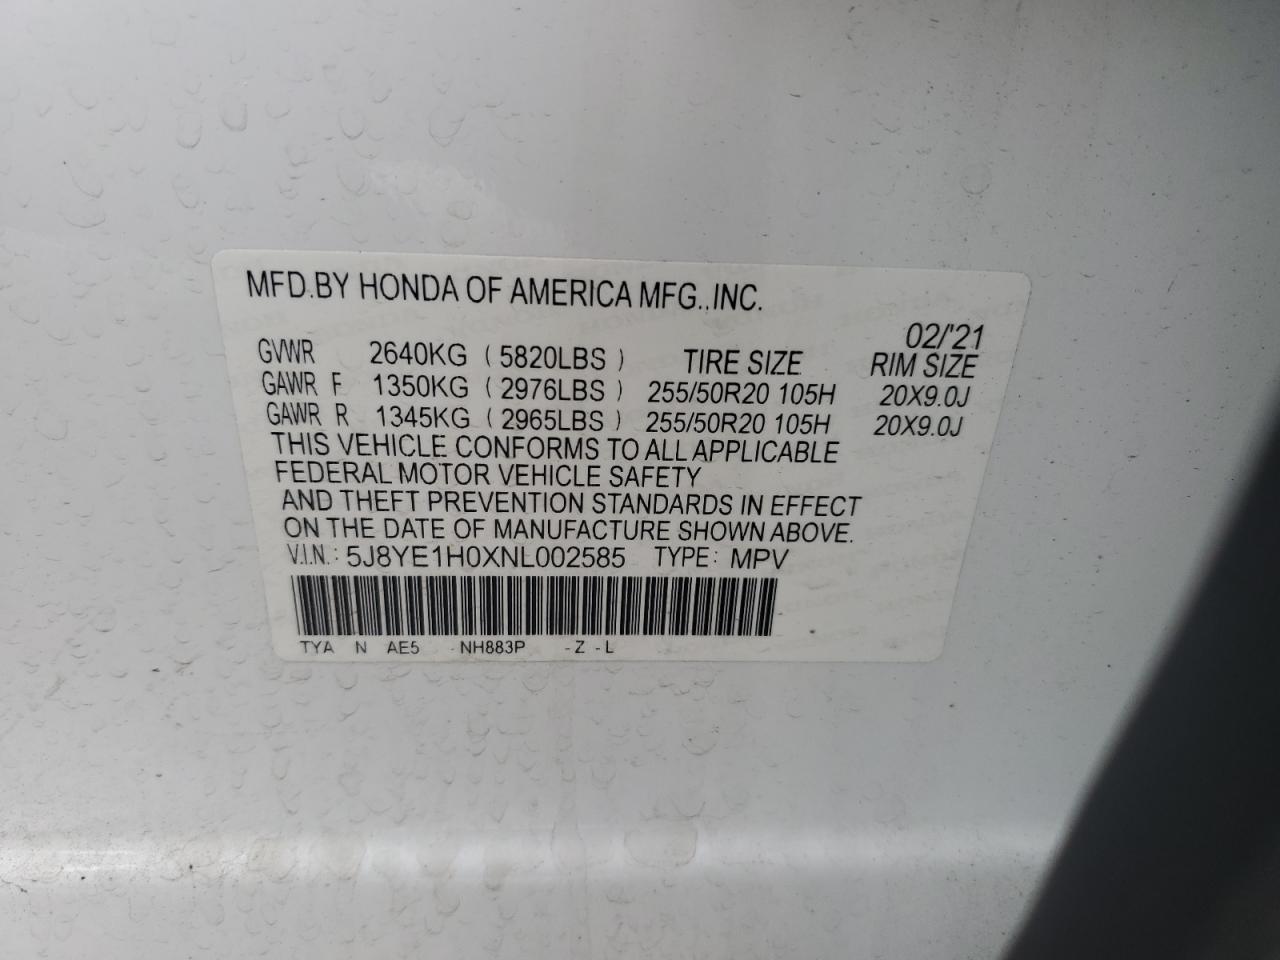 MFD.BY HONDA OF AMERICA MFG.,INC.
02/'21
GVWR 2640KG ( 5820LBS ) TIRE SIZE RIM SIZE
GAWR F 1350KG ( 2976LBS ) 255/50R20 105H 20X9.0J
GAWR R 1345KG ( 2965LBS ) 255/50R20 105H 20X9.0J
THIS VEHICLE CONFORMS TO ALL APPLICABLE
FEDERAL MOTOR VEHICLE SAFETY
AND THEFT PREVENTION STANDARDS IN EFFECT
ON THE DATE OF MANUFACTURE SHOWN ABOVE.
V.I.N.: 5J8YE1H0XNL002585 TYPE: MPV
TYA N AE5 -NH883P -Z -L